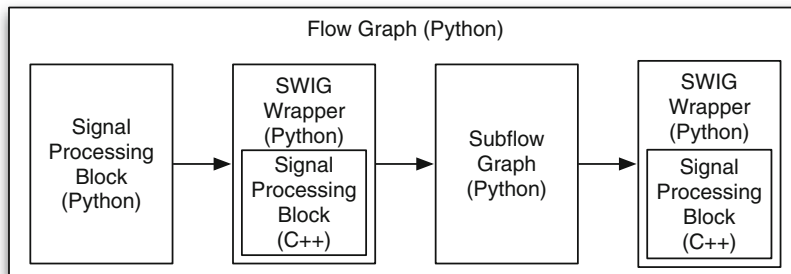 Flow Graph (Python)
Signal
Processing
Block
(Python)
SWIG
Wrapper
(Python)
Signal
Processing
Block
(C++)
Subflow
Graph
(Python)
SWIG
Wrapper
(Python)
Signal
Processing
Block
(C++)